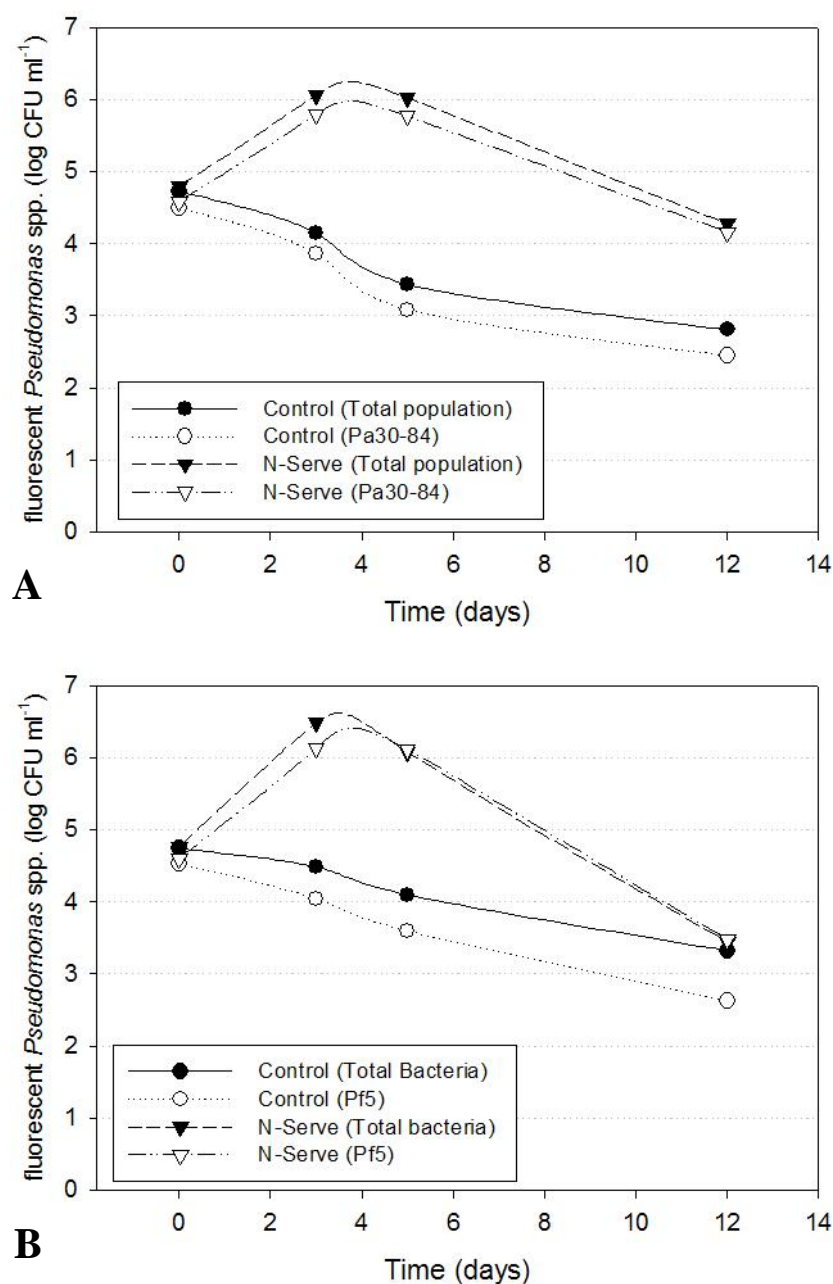 fluorescent Pseudomonas spp. (log CFU ml⁻¹)
7
6
5
4
3
2
1
0
Control (Total population)
Control (Pa30-84)
N-Serve (Total population)
N-Serve (Pa30-84)
0 2 4 6 8 10 12 14
Time (days)
A
fluorescent Pseudomonas spp. (log CFU ml⁻¹)
7
6
5
4
3
2
1
0
Control (Total Bacteria)
Control (Pf5)
N-Serve (Total bacteria)
N-Serve (Pf5)
0 2 4 6 8 10 12 14
Time (days)
B